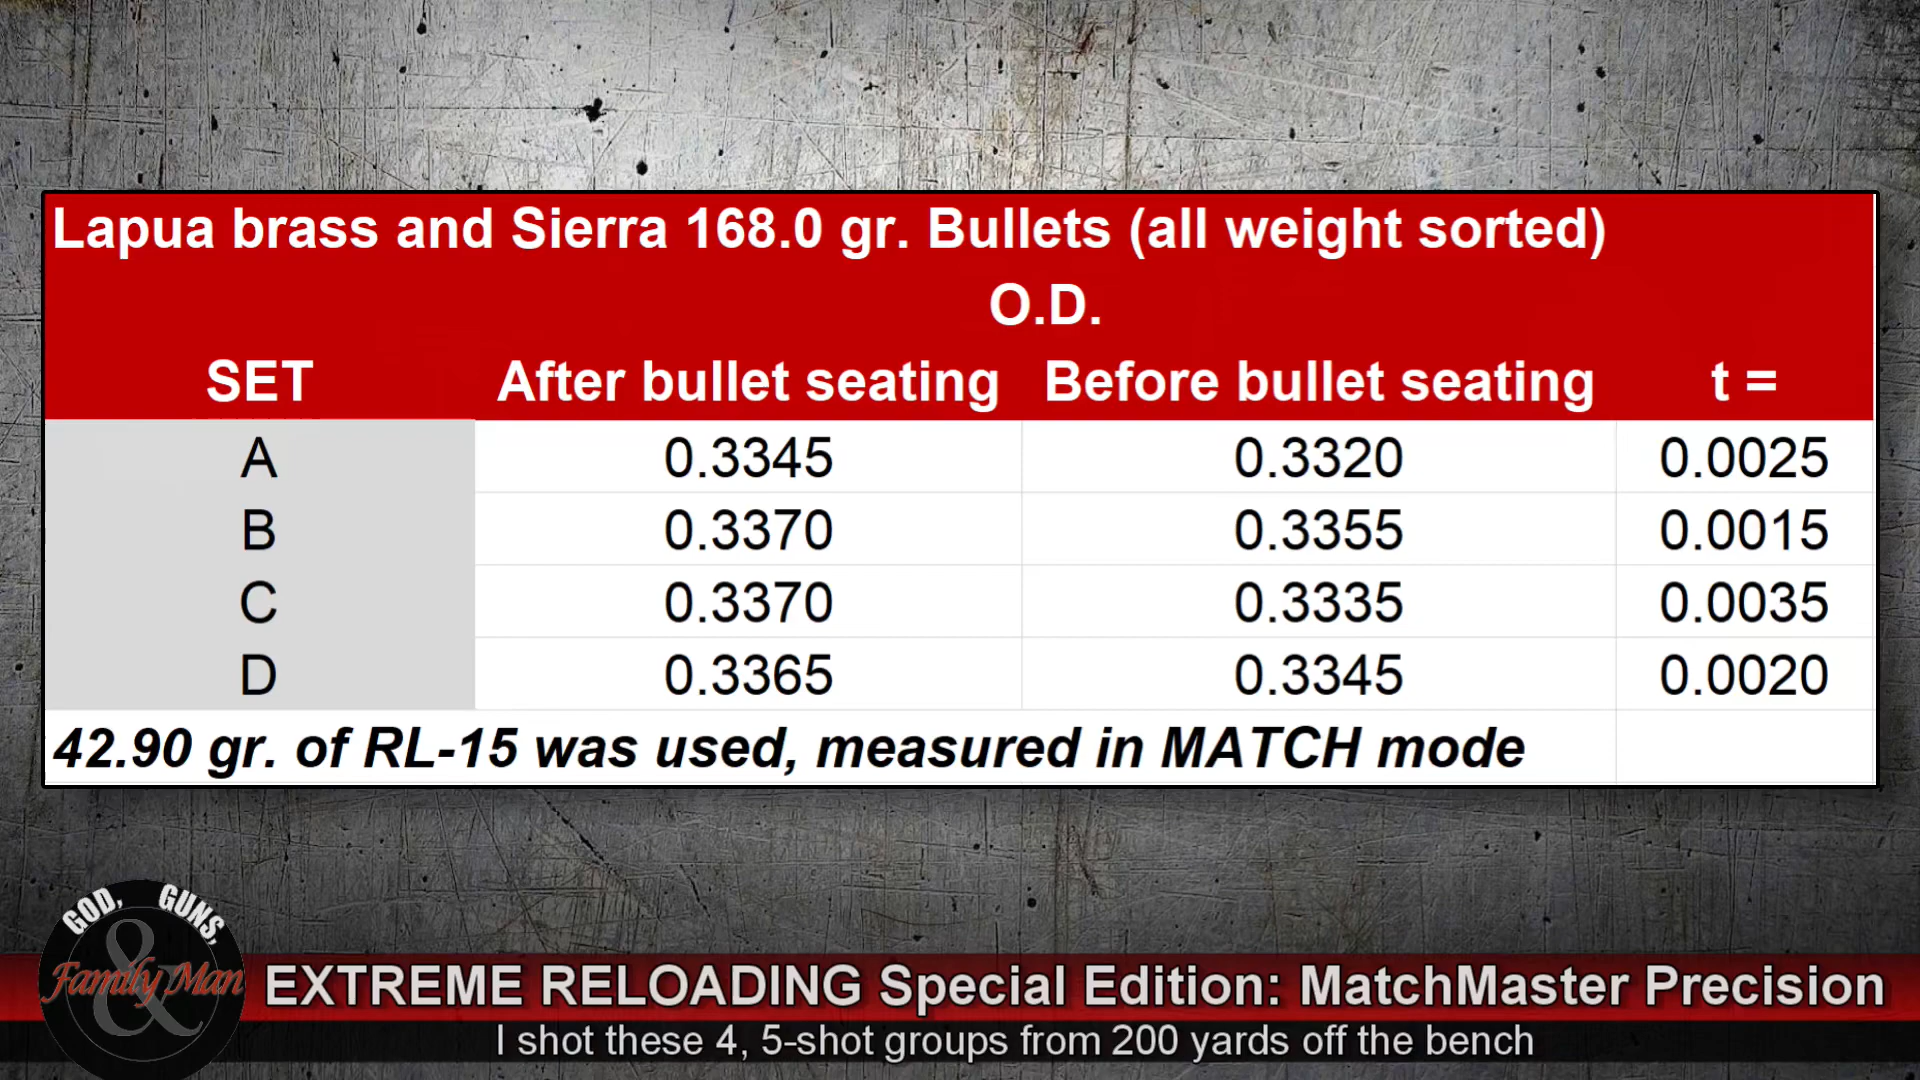 Lapua brass and Sierra 168.0 gr. Bullets (all weight sorted)
O.D.
SET After bullet seating Before bullet seating t =
A 0.3345 0.3320 0.0025
B 0.3370 0.3355 0.0015
C 0.3370 0.3335 0.0035
D 0.3365 0.3345 0.0020
42.90 gr. of RL-15 was used, measured in MATCH mode
GOD, GUNS,
&
Family Man
EXTREME RELOADING Special Edition: MatchMaster Precision
I shot these 4, 5-shot groups from 200 yards off the bench